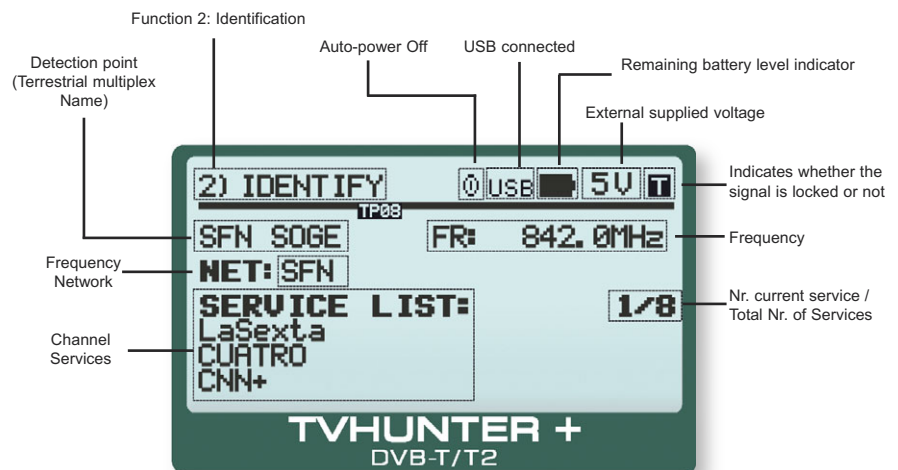 Function 2: Identification
Auto-power Off
USB connected
Remaining battery level indicator
Detection point
(Terrestrial multiplex
Name)
External supplied voltage
Indicates whether the
signal is locked or not
2) IDENTIFY
USB
5V
T
TP08
SFN SOGE
FR: 842.0MHz
Frequency
Frequency
Network
NET: SFN
SERVICE LIST:
1/8
Nr. current service /
Total Nr. of Services
LaSexta
CUATRO
CNN+
Channel
Services
TVHUNTER +
DVB-T/T2